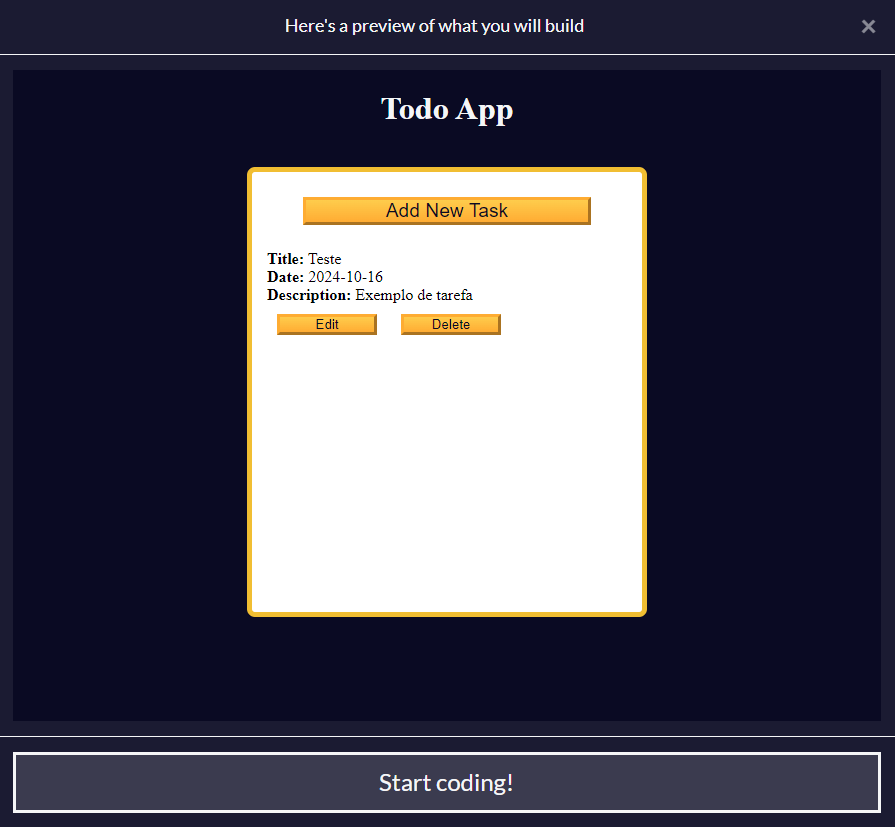 Here's a preview of what you will build
×
Todo App
Add New Task
Title: Teste
Date: 2024-10-16
Description: Exemplo de tarefa
Edit Delete
Start coding!